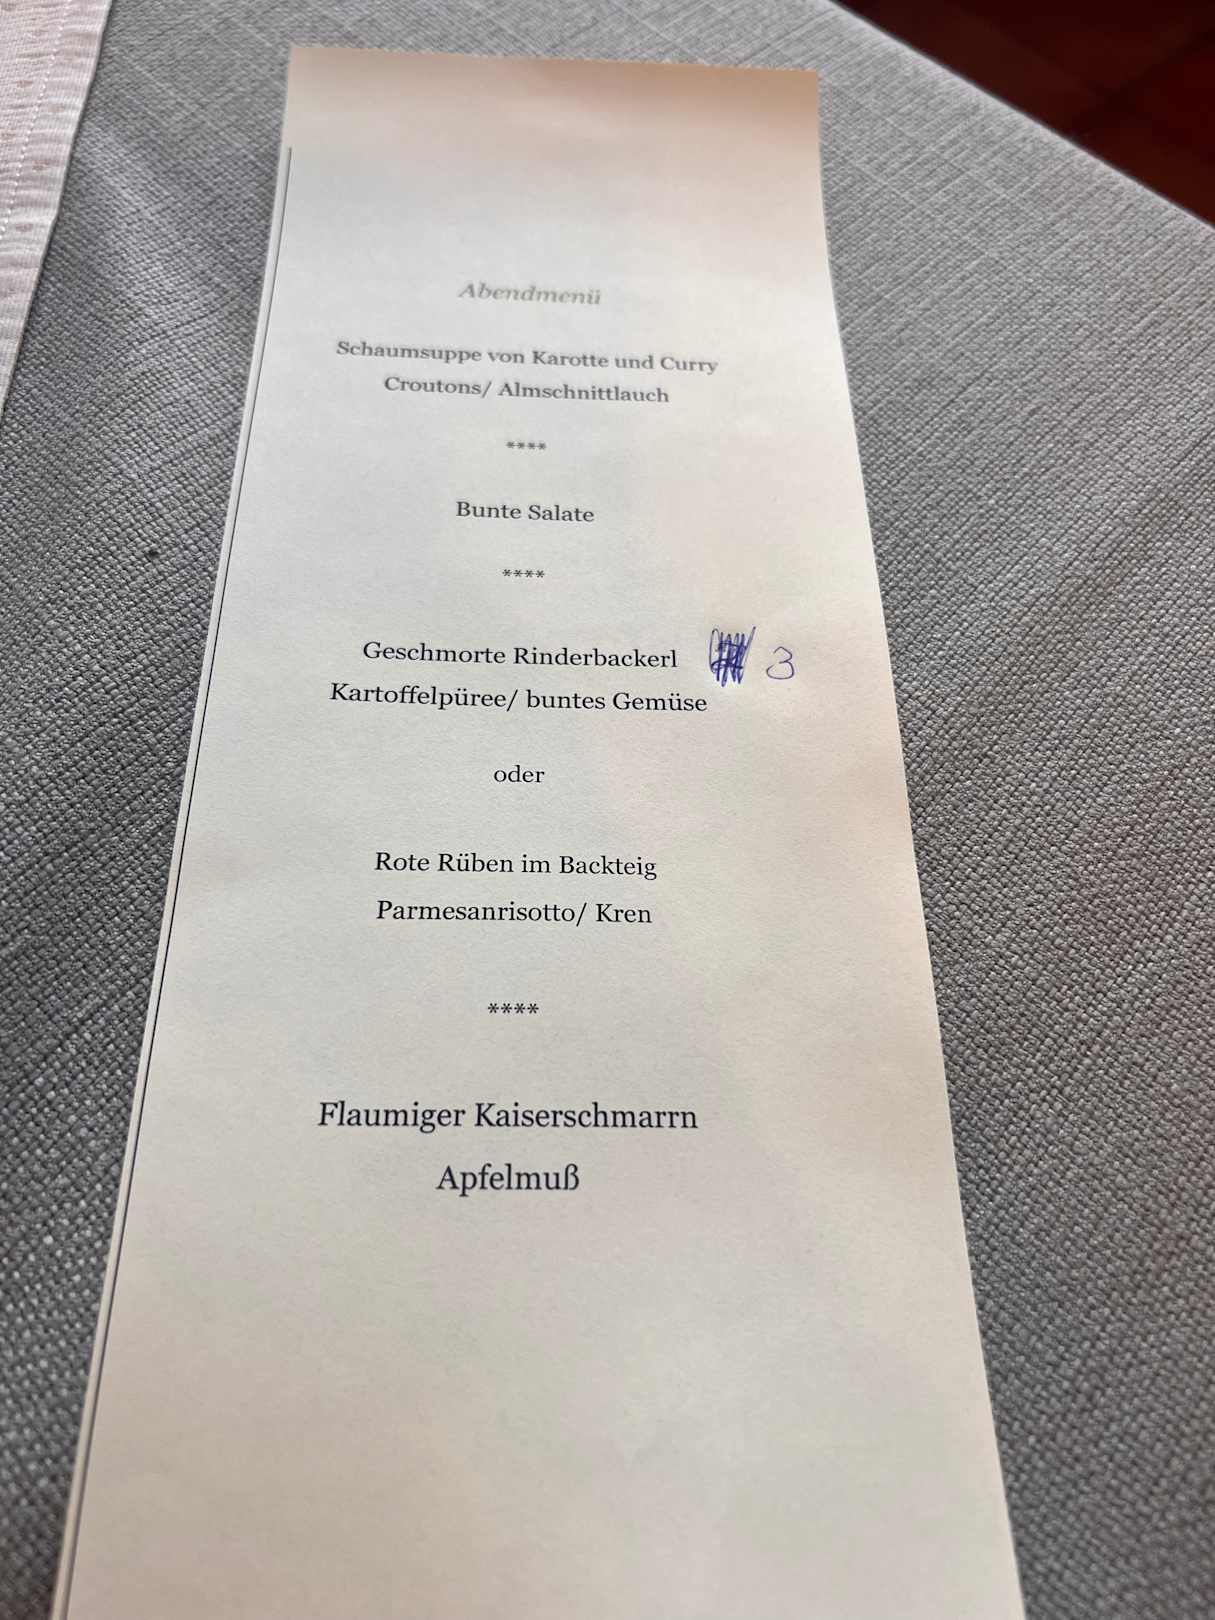 Abendmenü
Schaumsuppe von Karotte und Curry
Croutons/ Almschnittlauch
****
Bunte Salate
****
Geschmorte Rinderbackerl 3
Kartoffelpüree/ buntes Gemüse
oder
Rote Rüben im Backteig
Parmesanrisotto/ Kren
****
Flaumiger Kaiserschmarrn
Apfelmuß